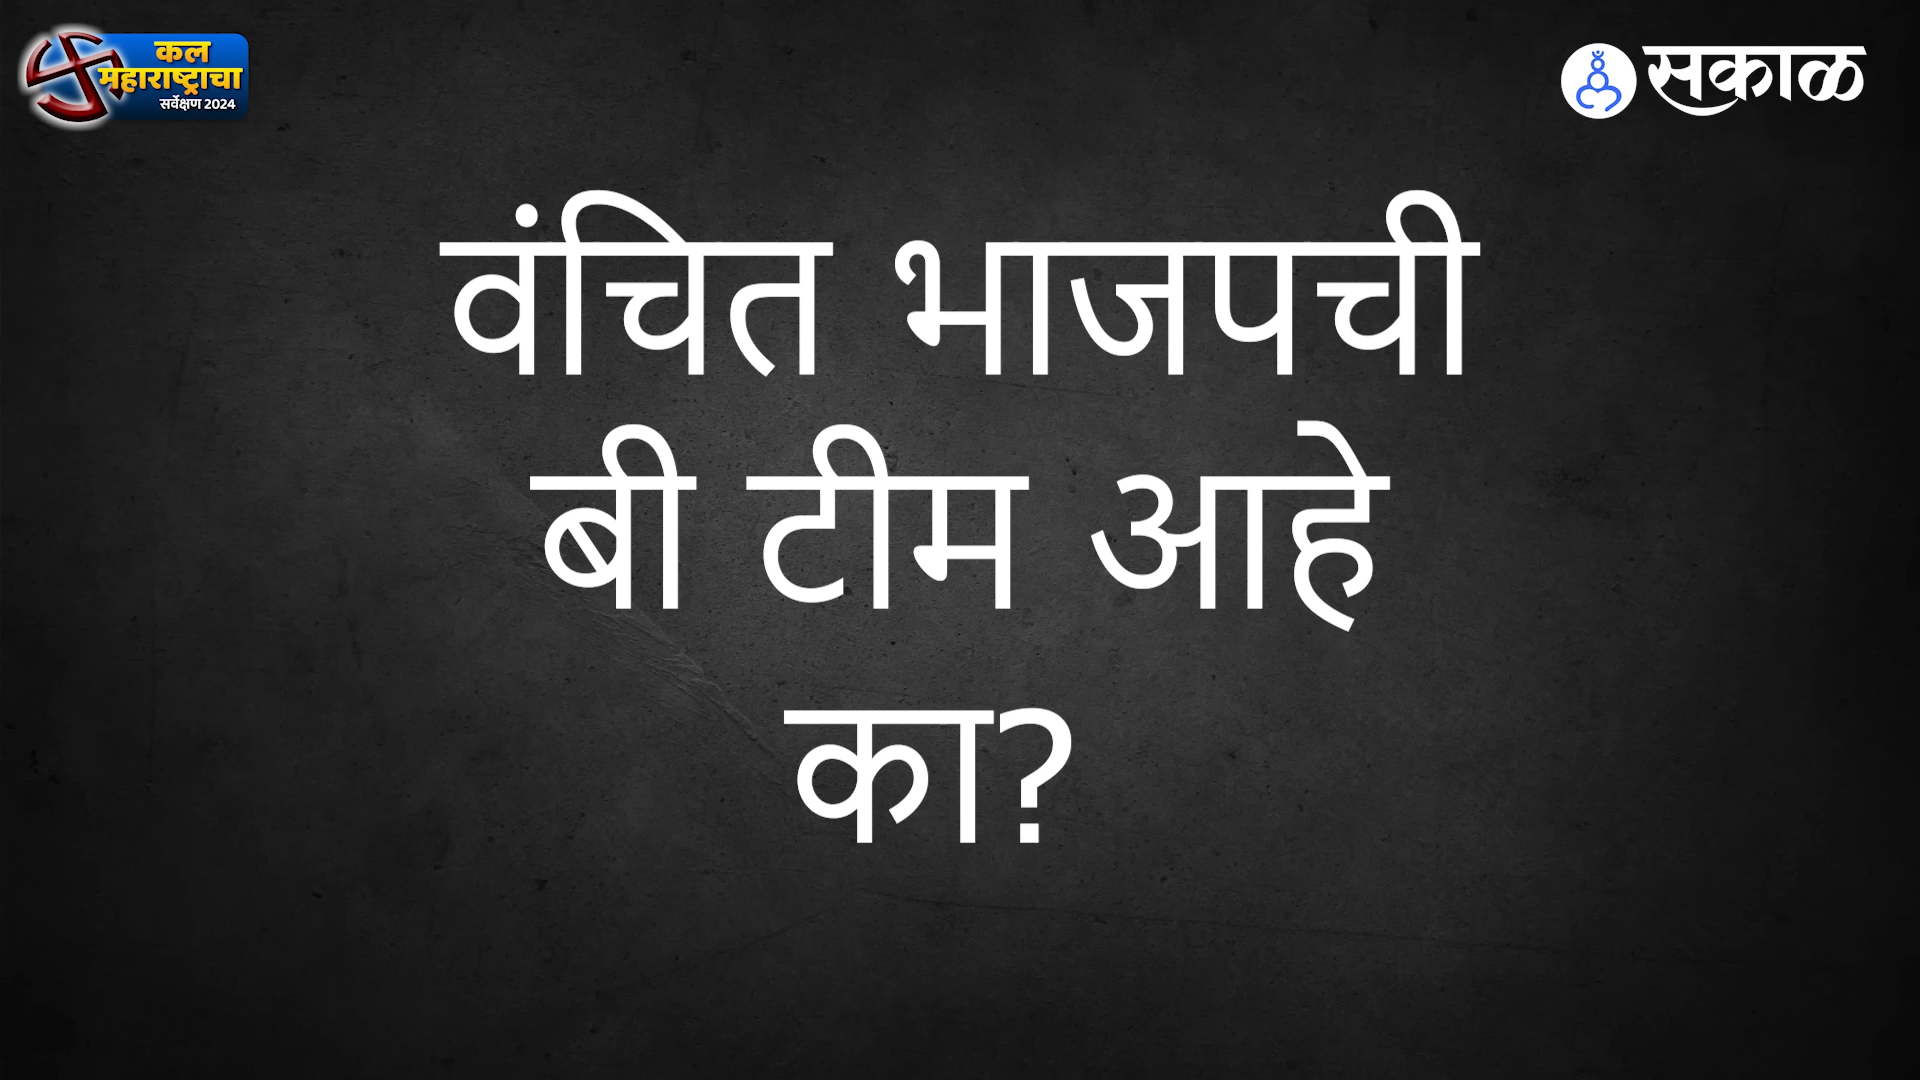 कल
महाराष्ट्राचा
सर्वेक्षण 2024
सकाळ
वंचित भाजपची
बी टीम आहे
का?